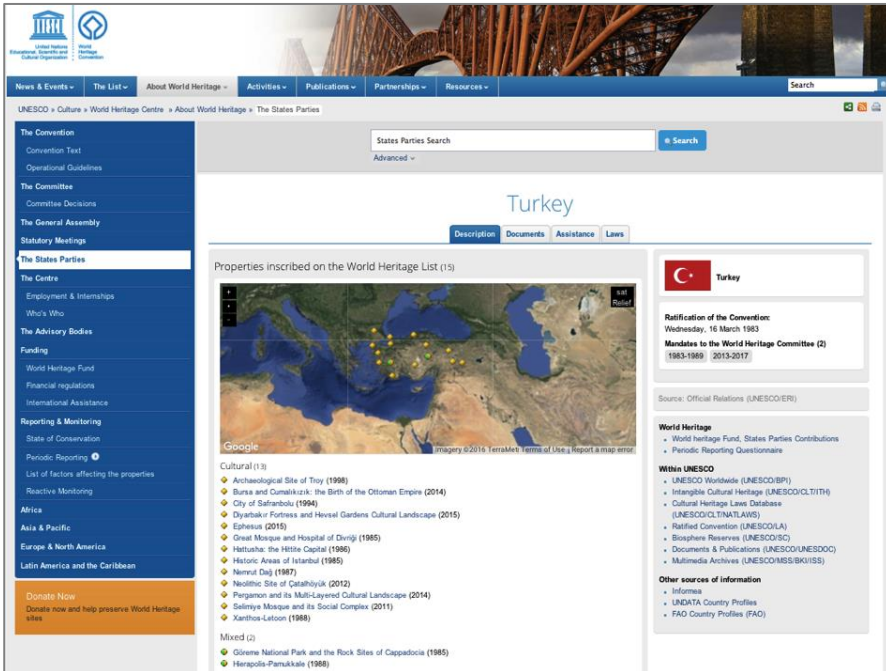 United Nations
Educational, Scientific and
Cultural Organization
World
Heritage
Convention
News & Events
The List
About World Heritage
Activities
Publications
Partnerships
Resources
Search
UNESCO » Culture » World Heritage Centre » About World Heritage » The States Parties
The Convention
Convention Text
Operational Guidelines
The Committee
Committee Decisions
The General Assembly
Statutory Meetings
The States Parties
The Centre
Employment & Internships
Who's Who
The Advisory Bodies
Funding
World Heritage Fund
Financial regulations
International Assistance
Reporting & Monitoring
State of Conservation
Periodic Reporting
List of factors affecting the properties
Reactive Monitoring
Africa
Asia & Pacific
Europe & North America
Latin America and the Caribbean
Donate Now
Donate now and help preserve World Heritage
sites
States Parties Search
Search
Advanced
Turkey
Description
Documents
Assistance
Laws
Properties inscribed on the World Heritage List (15)
+
-
sat
Relief
Google
Imagery ©2016 TerraMetrics Terms of Use Report a map error
Cultural (13)
Archaeological Site of Troy (1998)
Bursa and Cumalıkızık: the Birth of the Ottoman Empire (2014)
City of Safranbolu (1994)
Diyarbakır Fortress and Hevsel Gardens Cultural Landscape (2015)
Ephesus (2015)
Great Mosque and Hospital of Divriği (1985)
Hattusha: the Hittite Capital (1986)
Historic Areas of Istanbul (1985)
Nemrut Dağ (1987)
Neolithic Site of Çatalhöyük (2012)
Pergamon and its Multi-Layered Cultural Landscape (2014)
Selimiye Mosque and its Social Complex (2011)
Xanthos-Letoon (1988)
Mixed (2)
Göreme National Park and the Rock Sites of Cappadocia (1985)
Hierapolis-Pamukkale (1988)
Turkey
Ratification of the Convention:
Wednesday, 16 March 1983
Mandates to the World Heritage Committee (2)
1983-1989 2013-2017
Source: Official Relations (UNESCO/ERI)
World Heritage
World heritage Fund, States Parties Contributions
Periodic Reporting Questionnaire
Within UNESCO
UNESCO Worldwide (UNESCO/BPI)
Intangible Cultural Heritage (UNESCO/CLT/ITH)
Cultural Heritage Laws Database
(UNESCO/CLT/NATLAWS)
Ratified Convention (UNESCO/LA)
Biosphere Reserves (UNESCO/SC)
Documents & Publications (UNESCO/UNESDOC)
Multimedia Archives (UNESCO/MSS/BKI/ISS)
Other sources of information
Informea
UNDATA Country Profiles
FAO Country Profiles (FAO)